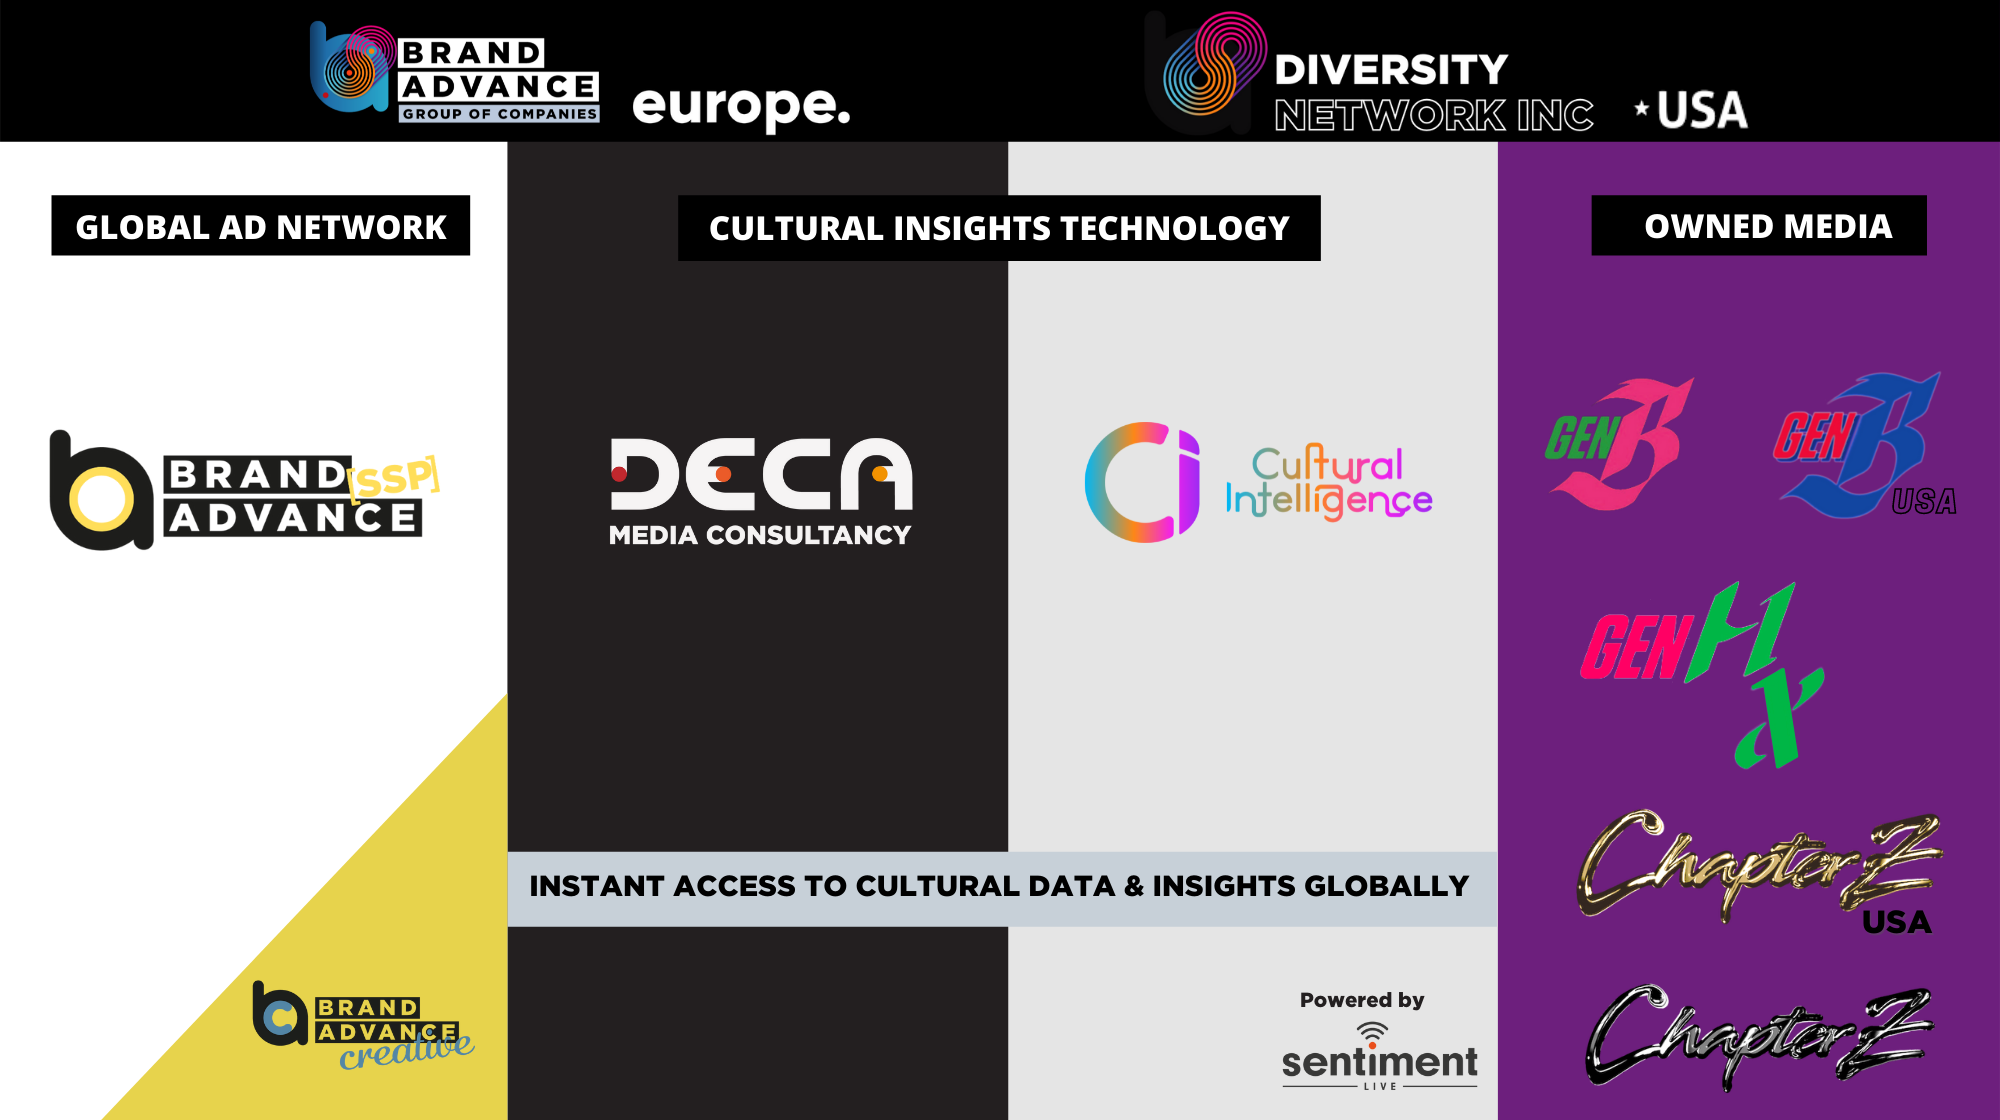 BRAND
ADVANCE
GROUP OF COMPANIES
europe.
DIVERSITY
NETWORK INC
USA
GLOBAL AD NETWORK
CULTURAL INSIGHTS TECHNOLOGY
OWNED MEDIA
BRAND
[SSP]
ADVANCE
DECA
MEDIA CONSULTANCY
Ci
Cultural
Intelligence
GEN B
GEN B
USA
GEN H
X
Chapter Z
USA
INSTANT ACCESS TO CULTURAL DATA & INSIGHTS GLOBALLY
BRAND
ADVANCE
creative
Powered by
sentiment
LIVE
Chapter Z